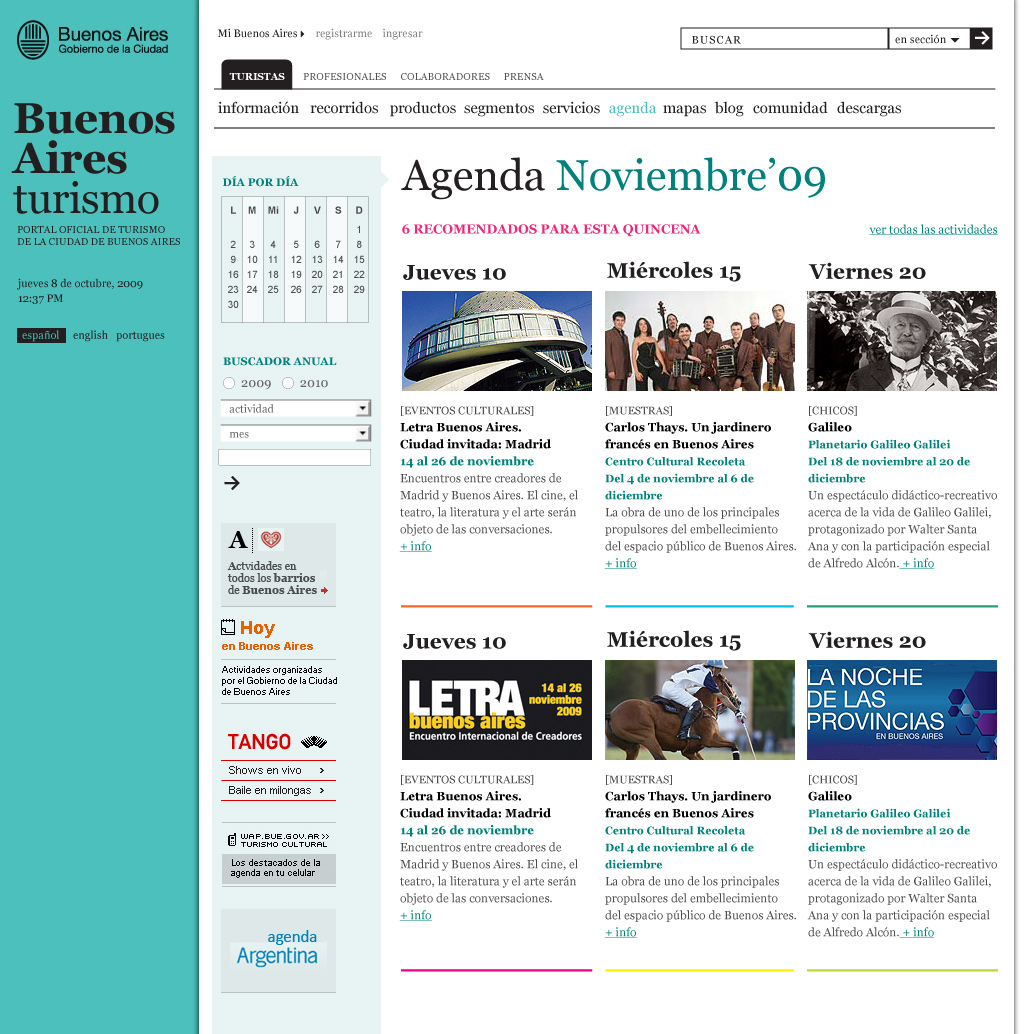 Buenos Aires
Gobierno de la Ciudad
Buenos
Aires
turismo
PORTAL OFICIAL DE TURISMO
DE LA CIUDAD DE BUENOS AIRES
jueves 8 de octubre, 2009
12:37 PM
español english portugues
Mi Buenos Aires registrarme ingresar
BUSCAR en sección
TURISTAS PROFESIONALES COLABORADORES PRENSA
información recorridos productos segmentos servicios agenda mapas blog comunidad descargas
DÍA POR DÍA
L M Mi J V S D
1
2 3 4 5 6 7 8
9 10 11 12 13 14 15
16 17 18 19 20 21 22
23 24 25 26 27 28 29
30
BUSCADOR ANUAL
2009 2010
actividad
mes
A
Actvidades en
todos los barrios
de Buenos Aires
Hoy
en Buenos Aires
Actividades organizadas
por el Gobierno de la Ciudad
de Buenos Aires
TANGO
Shows en vivo >
Baile en milongas >
WAP.BUE.GOV.AR>>
TURISMO CULTURAL
Los destacados de la
agenda en tu celular
agenda
Argentina
Agenda Noviembre'09
6 RECOMENDADOS PARA ESTA QUINCENA
ver todas las actividades
Jueves 10
[EVENTOS CULTURALES]
Letra Buenos Aires.
Ciudad invitada: Madrid
14 al 26 de noviembre
Encuentros entre creadores de
Madrid y Buenos Aires. El cine, el
teatro, la literatura y el arte serán
objeto de las conversaciones.
+ info
Miércoles 15
[MUESTRAS]
Carlos Thays. Un jardinero
francés en Buenos Aires
Centro Cultural Recoleta
Del 4 de noviembre al 6 de
diciembre
La obra de uno de los principales
propulsores del embellecimiento
del espacio público de Buenos Aires.
+ info
Viernes 20
[CHICOS]
Galileo
Planetario Galileo Galilei
Del 18 de noviembre al 20 de
diciembre
Un espectáculo didáctico-recreativo
acerca de la vida de Galileo Galilei,
protagonizado por Walter Santa
Ana y con la participación especial
de Alfredo Alcón. + info
Jueves 10
LETRA
buenos aires
14 al 26
noviembre
2009
Encuentro Internacional de Creadores
[EVENTOS CULTURALES]
Letra Buenos Aires.
Ciudad invitada: Madrid
14 al 26 de noviembre
Encuentros entre creadores de
Madrid y Buenos Aires. El cine, el
teatro, la literatura y el arte serán
objeto de las conversaciones.
+ info
Miércoles 15
[MUESTRAS]
Carlos Thays. Un jardinero
francés en Buenos Aires
Centro Cultural Recoleta
Del 4 de noviembre al 6 de
diciembre
La obra de uno de los principales
propulsores del embellecimiento
del espacio público de Buenos Aires.
+ info
Viernes 20
LA NOCHE
DE LAS
PROVINCIAS
EN BUENOS AIRES
[CHICOS]
Galileo
Planetario Galileo Galilei
Del 18 de noviembre al 20 de
diciembre
Un espectáculo didáctico-recreativo
acerca de la vida de Galileo Galilei,
protagonizado por Walter Santa
Ana y con la participación especial
de Alfredo Alcón. + info